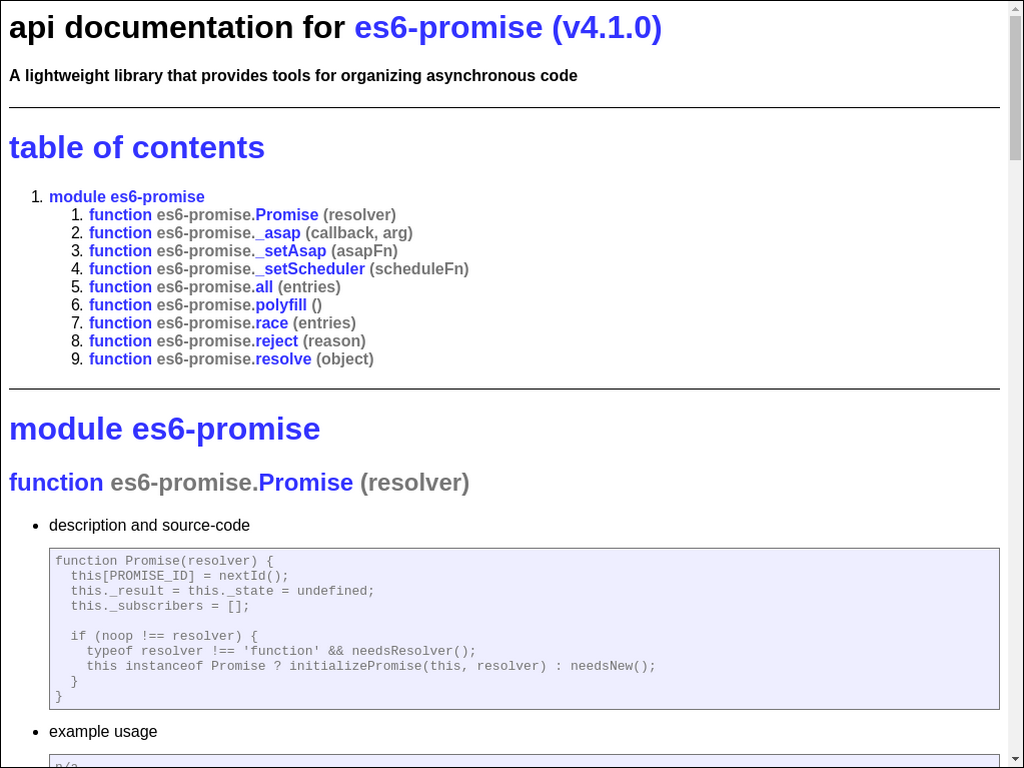 api documentation for es6-promise (v4.1.0)
A lightweight library that provides tools for organizing asynchronous code
table of contents
1. module es6-promise
1. function es6-promise.Promise (resolver)
2. function es6-promise._asap (callback, arg)
3. function es6-promise._setAsap (asapFn)
4. function es6-promise._setScheduler (scheduleFn)
5. function es6-promise.all (entries)
6. function es6-promise.polyfill ()
7. function es6-promise.race (entries)
8. function es6-promise.reject (reason)
9. function es6-promise.resolve (object)
module es6-promise
function es6-promise.Promise (resolver)
• description and source-code
function Promise(resolver) {
  this[PROMISE_ID] = nextId();
  this._result = this._state = undefined;
  this._subscribers = [];
  if (noop !== resolver) {
    typeof resolver !== 'function' && needsResolver();
    this instanceof Promise ? initializePromise(this, resolver) : needsNew();
  }
}
• example usage
n/a